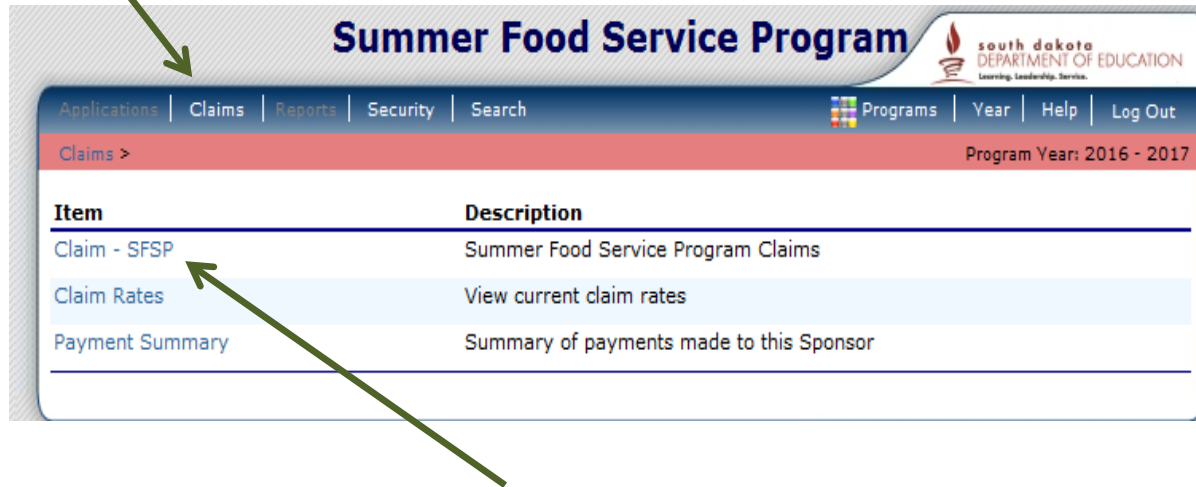 Summer Food Service Program
south dakota
DEPARTMENT OF EDUCATION
Learning. Leadership. Service.
Applications | Claims | Reports | Security | Search Programs | Year | Help | Log Out
Claims > Program Year: 2016 - 2017
Item Description
Claim - SFSP Summer Food Service Program Claims
Claim Rates View current claim rates
Payment Summary Summary of payments made to this Sponsor